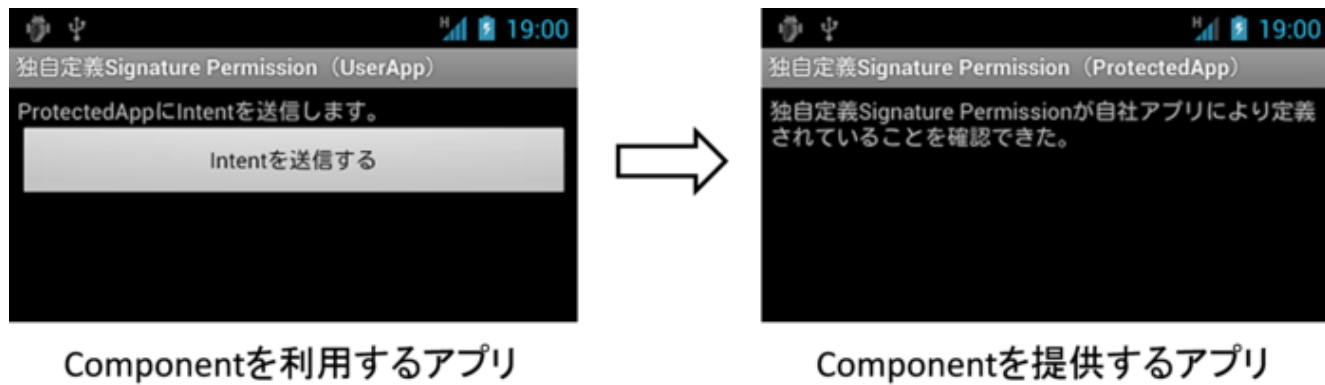 H 19:00
独自定義Signature Permission（UserApp）
ProtectedAppにIntentを送信します。
Intentを送信する
Componentを利用するアプリ
H 19:00
独自定義Signature Permission（ProtectedApp）
独自定義Signature Permissionが自社アプリにより定義
されていることを確認できた。
Componentを提供するアプリ